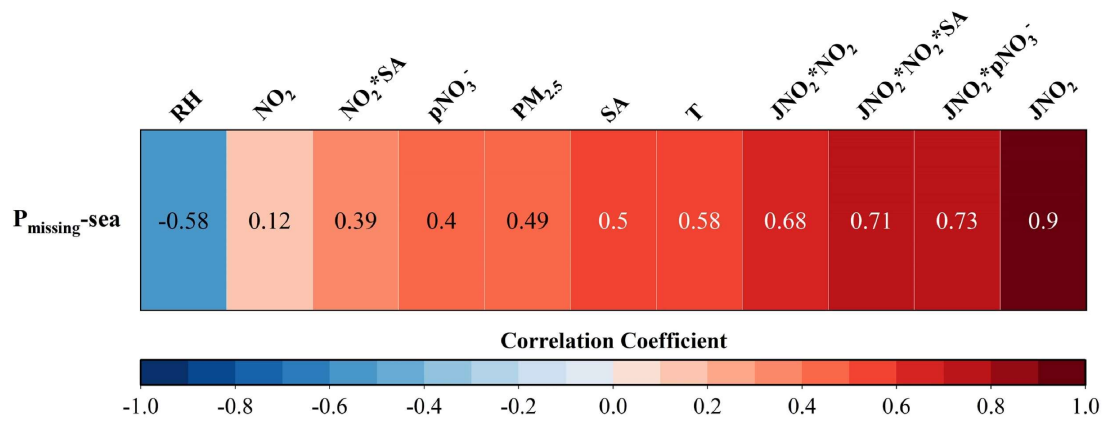 RH NO₂ NO₂*SA pNO₃⁻ PM₂.₅ SA T JNO₂*NO₂ JNO₂*NO₂*SA JNO₂*pNO₃⁻ JNO₂
P_missing-sea -0.58 0.12 0.39 0.4 0.49 0.5 0.58 0.68 0.71 0.73 0.9
Correlation Coefficient
-1.0 -0.8 -0.6 -0.4 -0.2 0.0 0.2 0.4 0.6 0.8 1.0